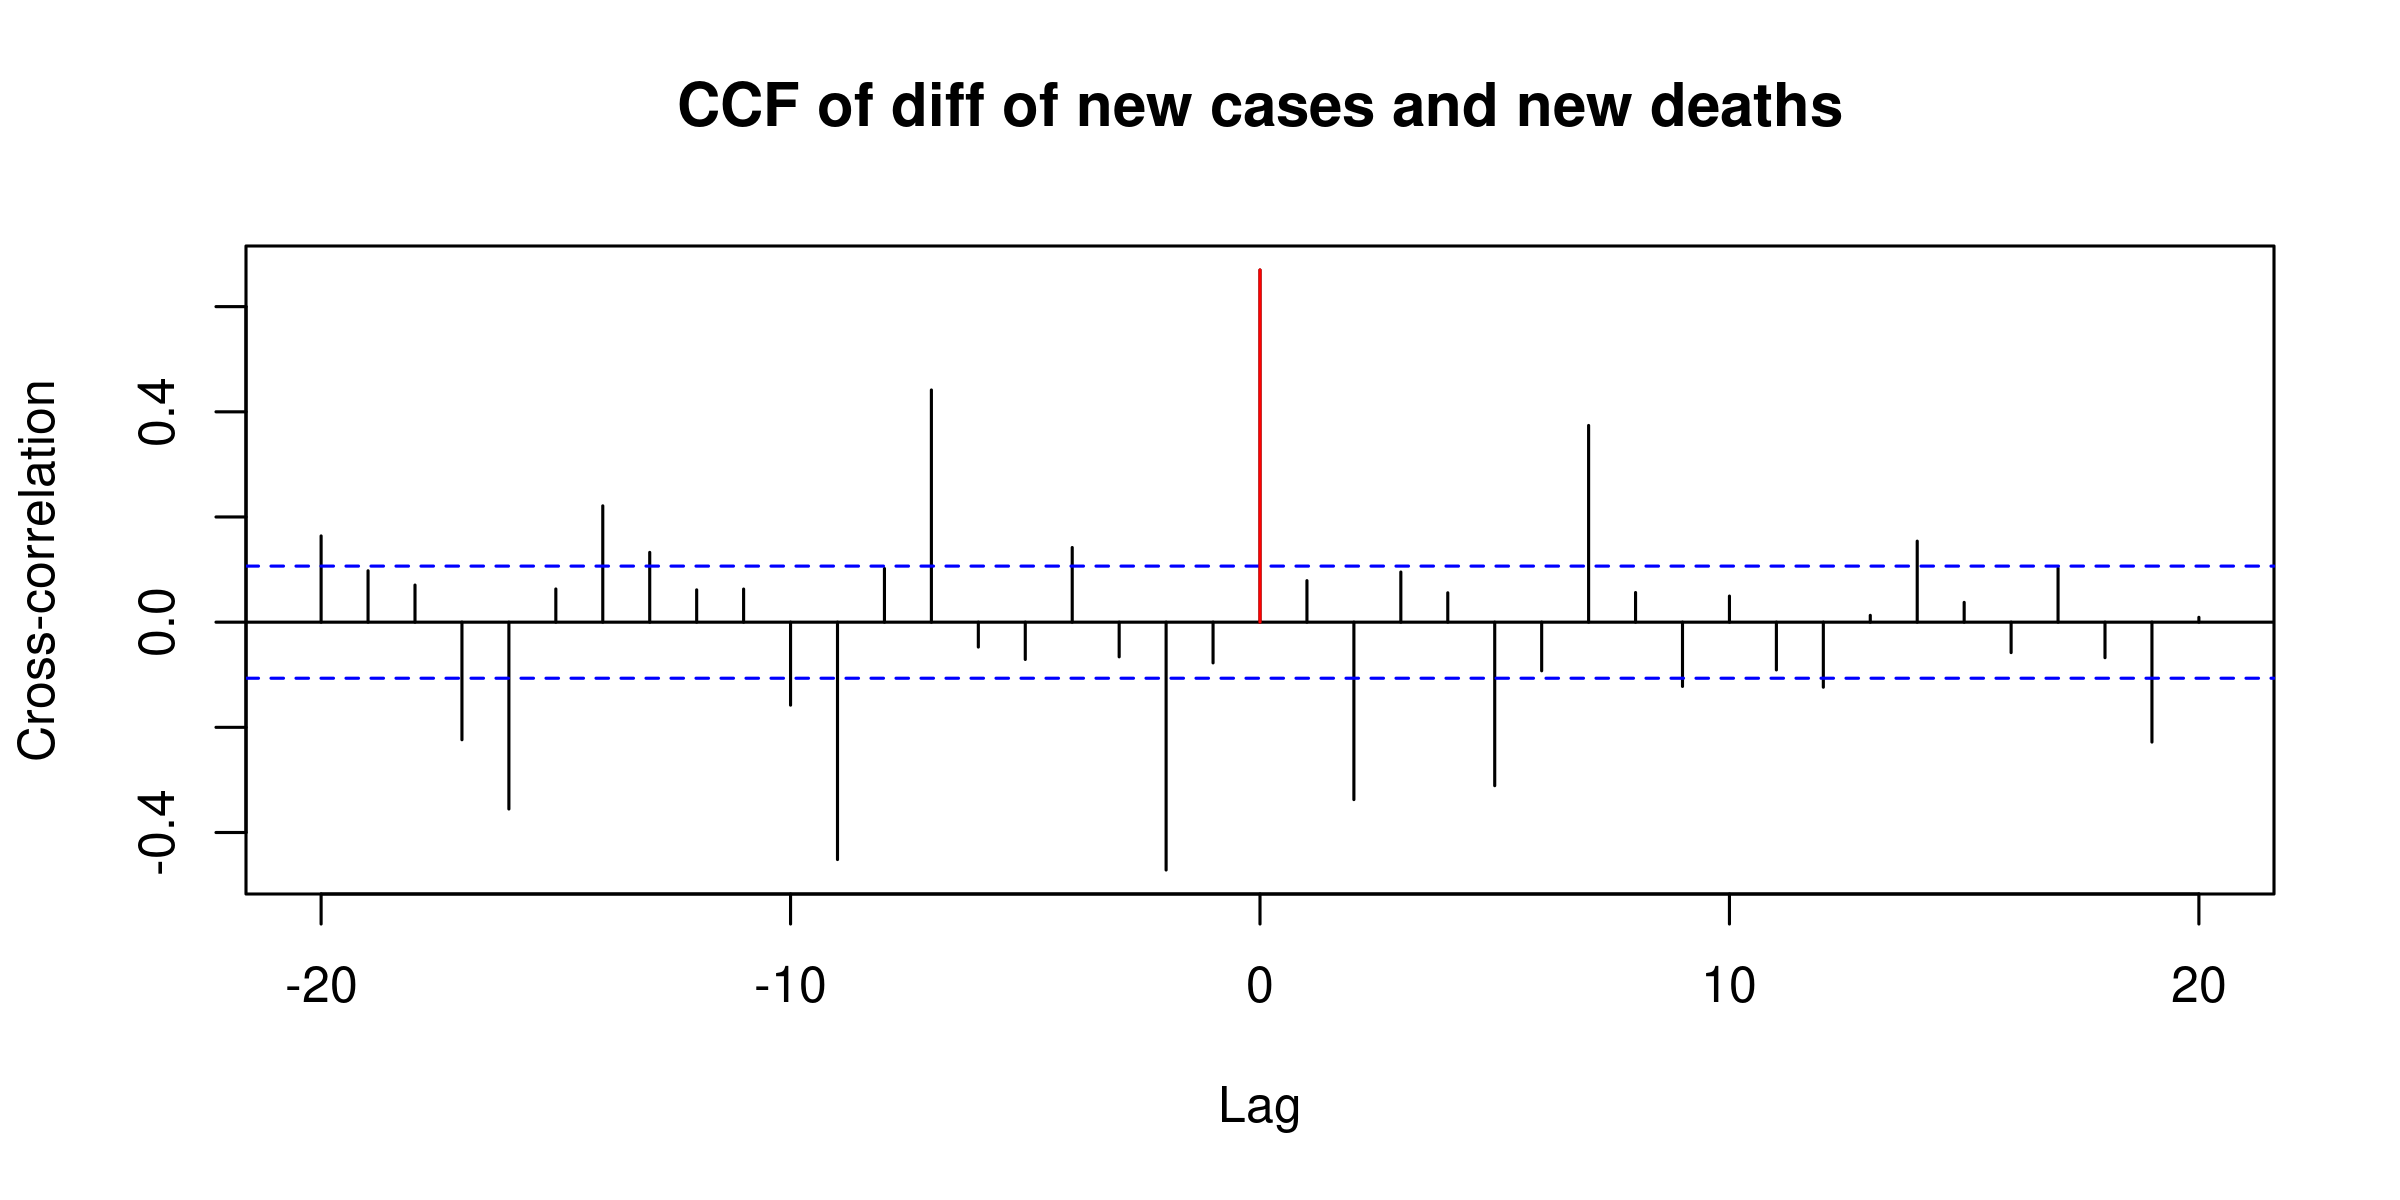 CCF of diff of new cases and new deaths
Cross-correlation
0.4
0.0
-0.4
-20 -10 0 10 20
Lag